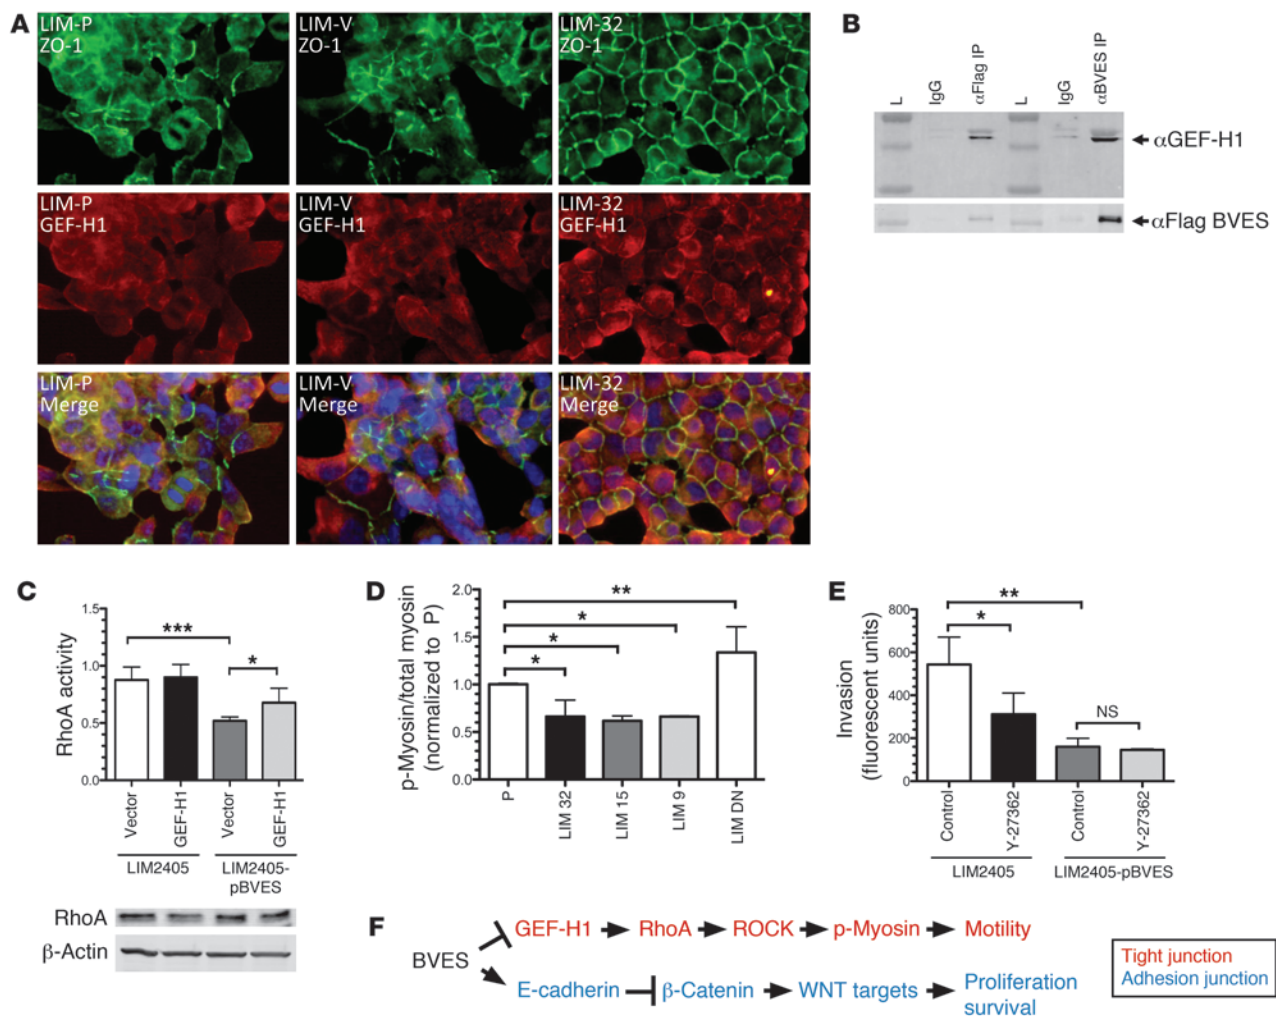 A
LIM-P
ZO-1
LIM-V
ZO-1
LIM-32
ZO-1
LIM-P
GEF-H1
LIM-V
GEF-H1
LIM-32
GEF-H1
LIM-P
Merge
LIM-V
Merge
LIM-32
Merge
B
L
IgG
αFlag IP
L
IgG
αBVES IP
αGEF-H1
αFlag BVES
C
RhoA activity
1.5
1.0
0.5
0.0
***
*
Vector
GEF-H1
Vector
GEF-H1
LIM2405
LIM2405-
pBVES
RhoA
β-Actin
D
p-Myosin/total myosin
(normalized to P)
2.0
1.5
1.0
0.5
0.0
**
*
*
*
P
LIM 32
LIM 15
LIM 9
LIM DN
E
Invasion
(fluorescent units)
800
600
400
200
0
**
*
NS
Control
Y-27362
Control
Y-27362
LIM2405
LIM2405-pBVES
F
BVES
GEF-H1
RhoA
ROCK
p-Myosin
Motility
E-cadherin
β-Catenin
WNT targets
Proliferation
survival
Tight junction
Adhesion junction